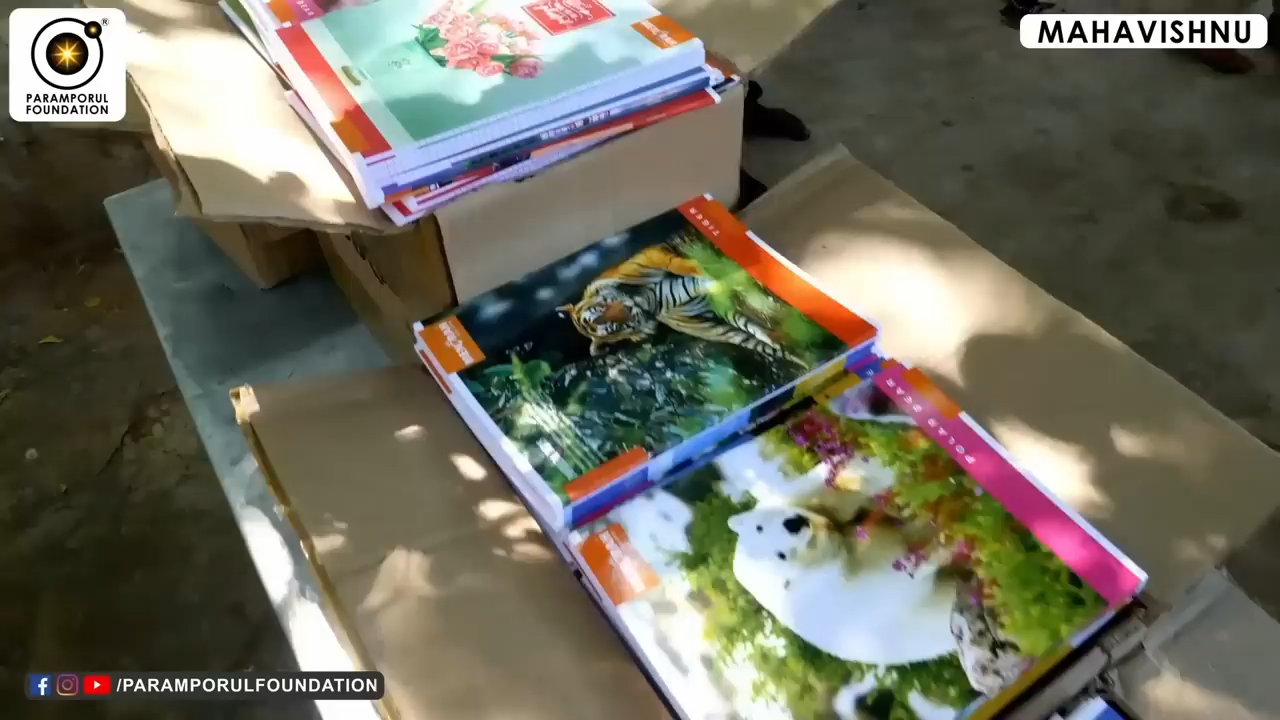 PARAMPORUL
FOUNDATION
MAHAVISHNU
TIGER
POLAR BEAR
/PARAMPORULFOUNDATION